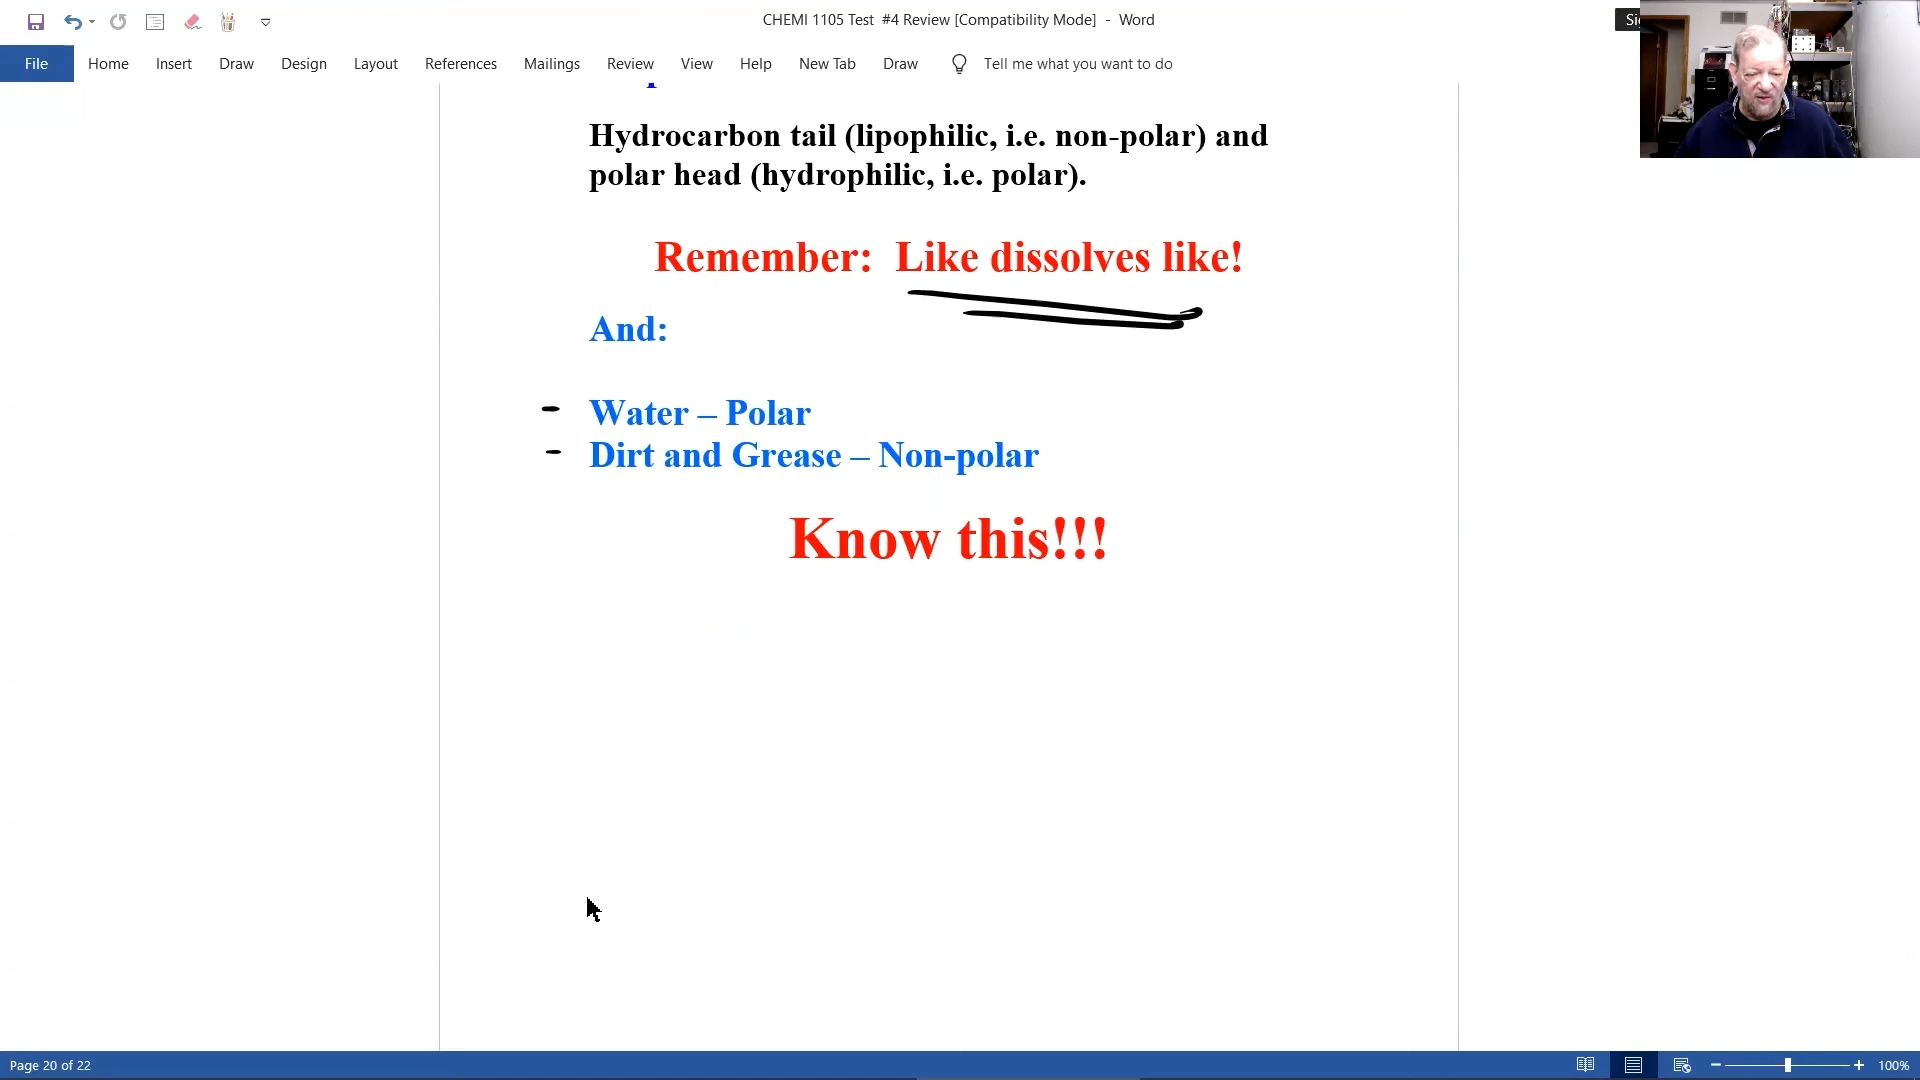 CHEMI 1105 Test #4 Review [Compatibility Mode] - Word
File Home Insert Draw Design Layout References Mailings Review View Help New Tab Draw Tell me what you want to do
Hydrocarbon tail (lipophilic, i.e. non-polar) and
polar head (hydrophilic, i.e. polar).
Remember: Like dissolves like!
And:
- Water – Polar
- Dirt and Grease – Non-polar
Know this!!!
Page 20 of 22
100%